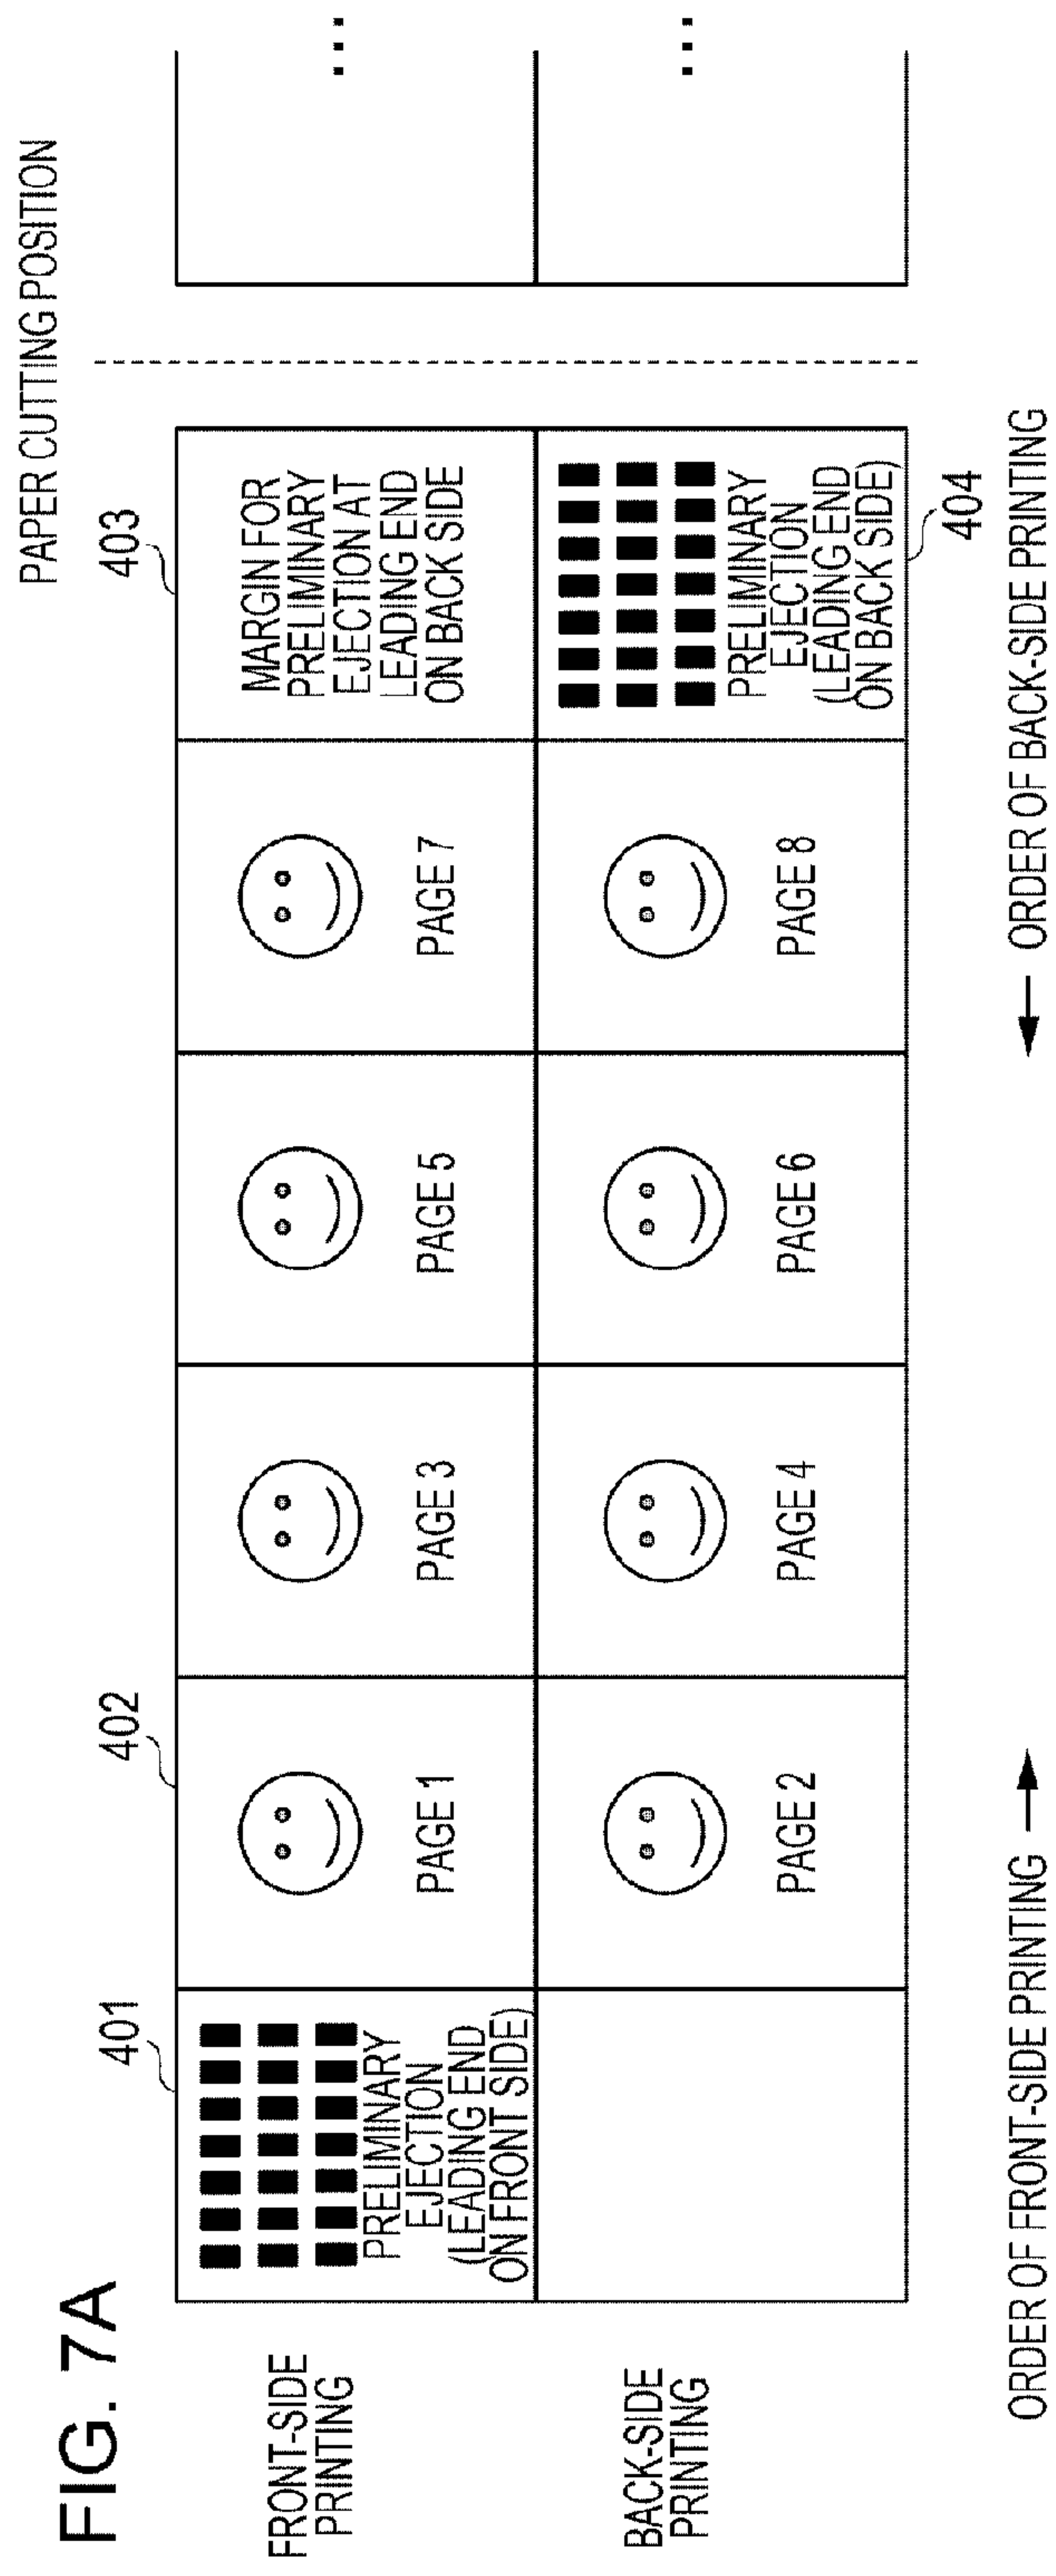 FIG. 7A
PAPER CUTTING POSITION
401
402
403
FRONT-SIDE
PRINTING
PRELIMINARY
EJECTION
(LEADING END
ON FRONT SIDE)
PAGE 1
PAGE 3
PAGE 5
PAGE 7
MARGIN FOR
PRELIMINARY
EJECTION AT
LEADING END
ON BACK SIDE
BACK-SIDE
PRINTING
PAGE 2
PAGE 4
PAGE 6
PAGE 8
PRELIMINARY
EJECTION
(LEADING END
ON BACK SIDE)
404
ORDER OF FRONT-SIDE PRINTING
ORDER OF BACK-SIDE PRINTING